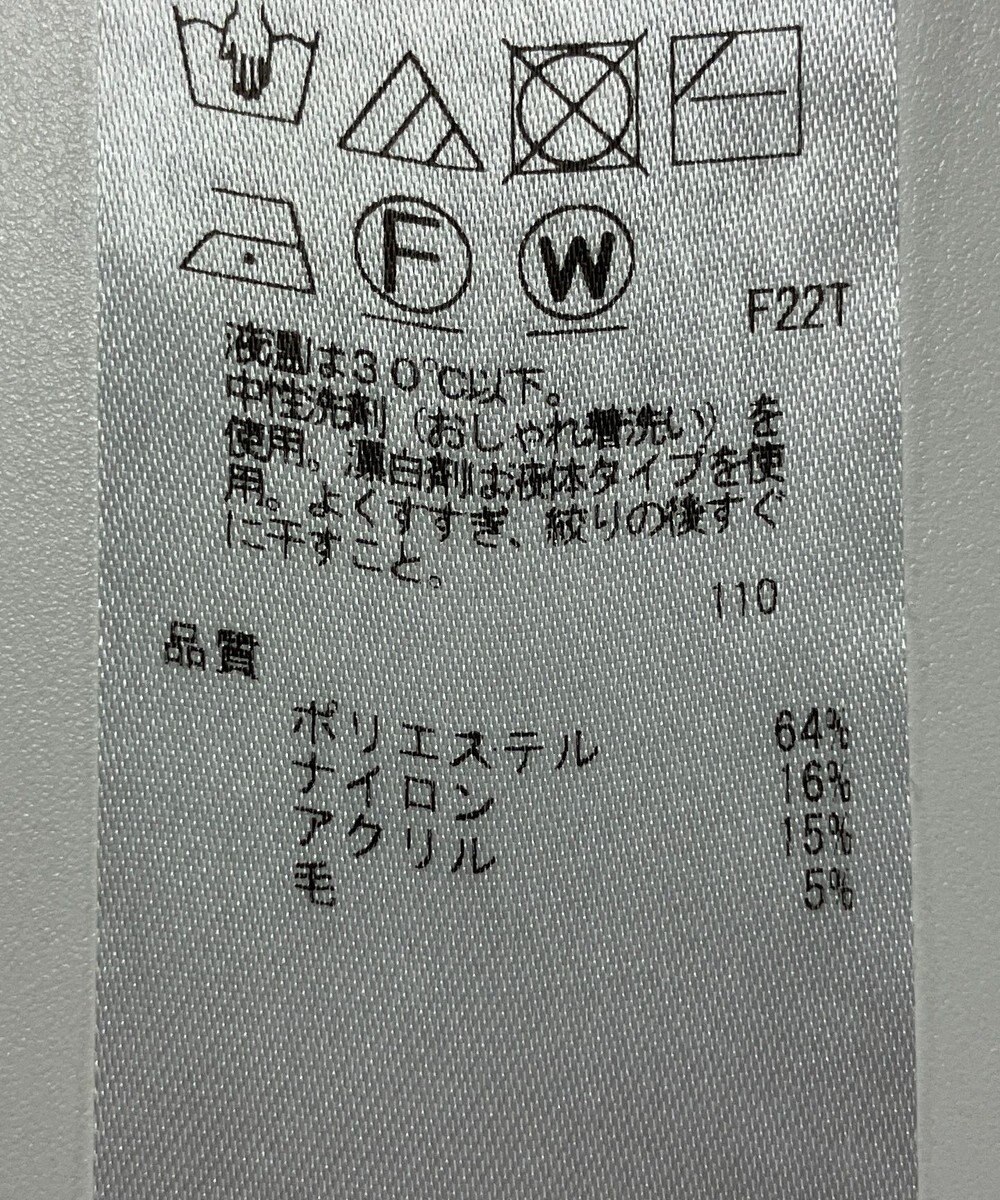 F W
F22T
液温は30℃以下。
中性洗剤（おしゃれ着洗い）を
使用。漂白剤は液体タイプを使
用。よくすすぎ、絞りの後すぐ
に干すこと。
110
品質
ポリエステル 64%
ナイロン 16%
アクリル 15%
毛 5%